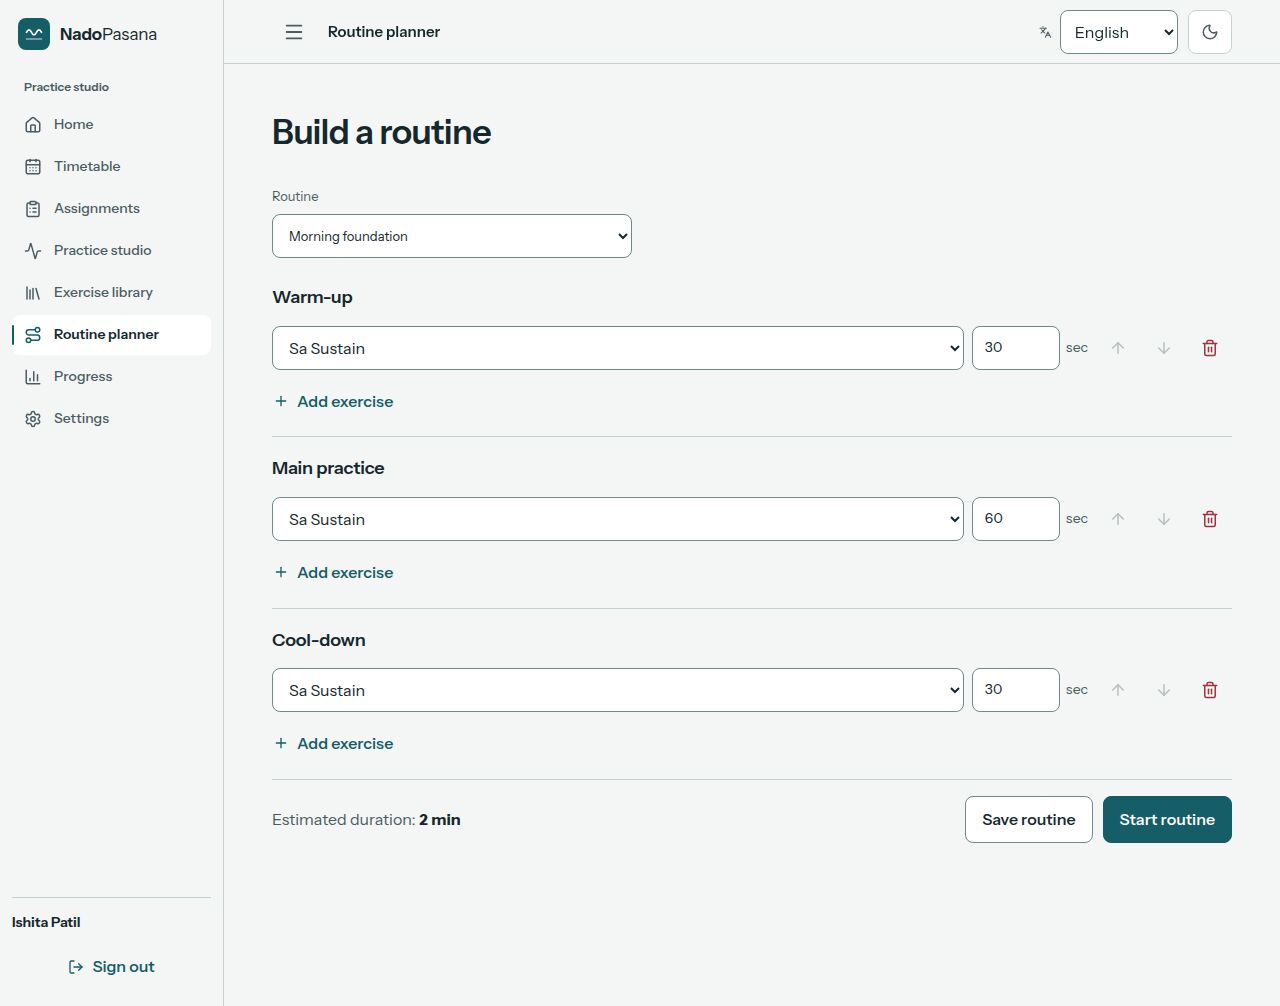 NadoPasana
Practice studio
Home
Timetable
Assignments
Practice studio
Exercise library
Routine planner
Progress
Settings
Ishita Patil
Sign out
Routine planner
English
Build a routine
Routine
Morning foundation
Warm-up
Sa Sustain 30 sec
Add exercise
Main practice
Sa Sustain 60 sec
Add exercise
Cool-down
Sa Sustain 30 sec
Add exercise
Estimated duration: 2 min
Save routine Start routine